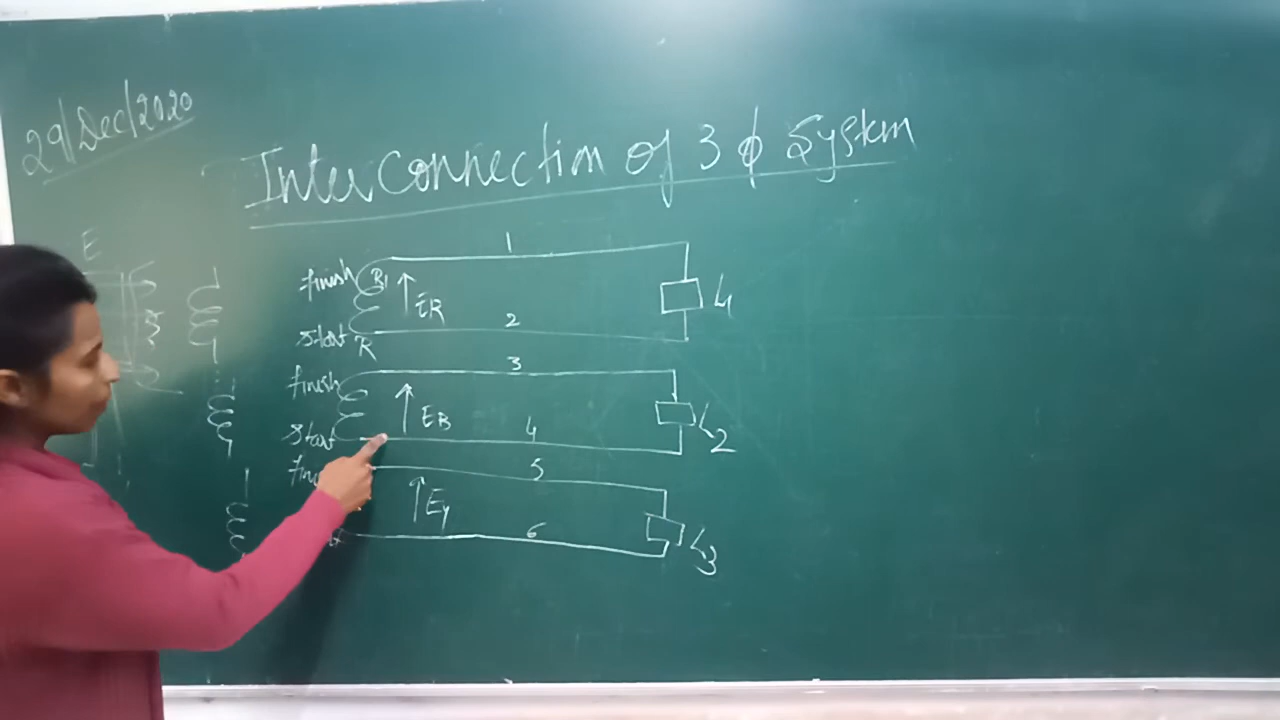 29/Dec/2020
Inter Connection of 3 ϕ System
E
1
finish R1
ER L1
2
start R
3
finish
EB L2
start 4
5
Ey L3
6